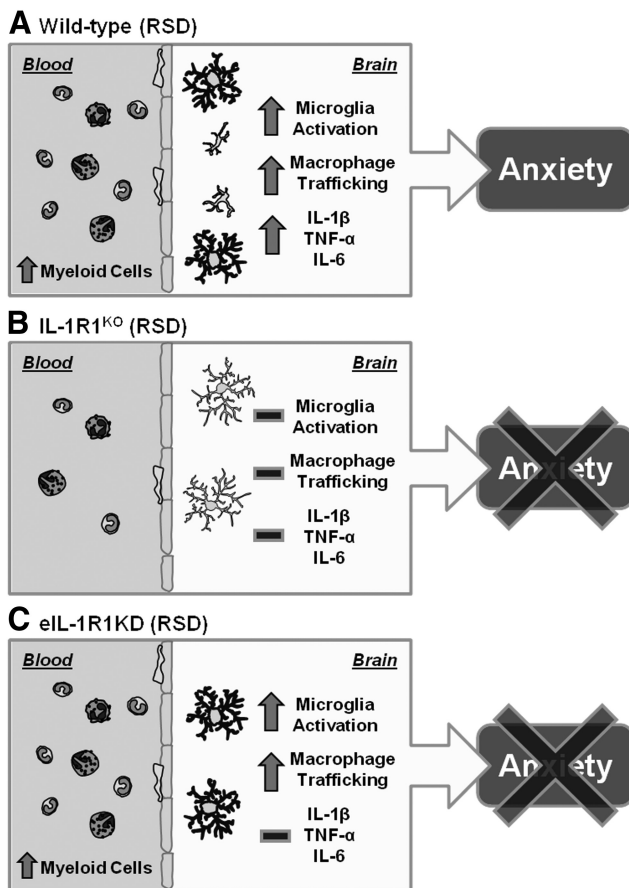 A Wild-type (RSD)
Blood
Brain
Microglia
Activation
Macrophage
Trafficking
IL-1β
TNF-α
IL-6
Myeloid Cells
Anxiety
B IL-1R1KO (RSD)
Blood
Brain
Microglia
Activation
Macrophage
Trafficking
IL-1β
TNF-α
IL-6
Anxiety
C eIL-1R1KD (RSD)
Blood
Brain
Microglia
Activation
Macrophage
Trafficking
IL-1β
TNF-α
IL-6
Myeloid Cells
Anxiety